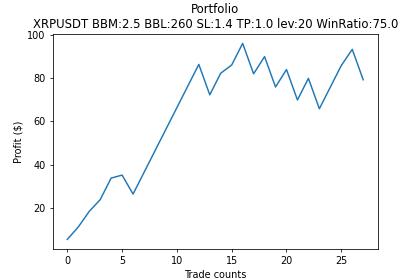 Portfolio
XRPUSDT BBM:2.5 BBL:260 SL:1.4 TP:1.0 lev:20 WinRatio:75.0
100
80
60
40
20
Profit ($)
0 5 10 15 20 25
Trade counts